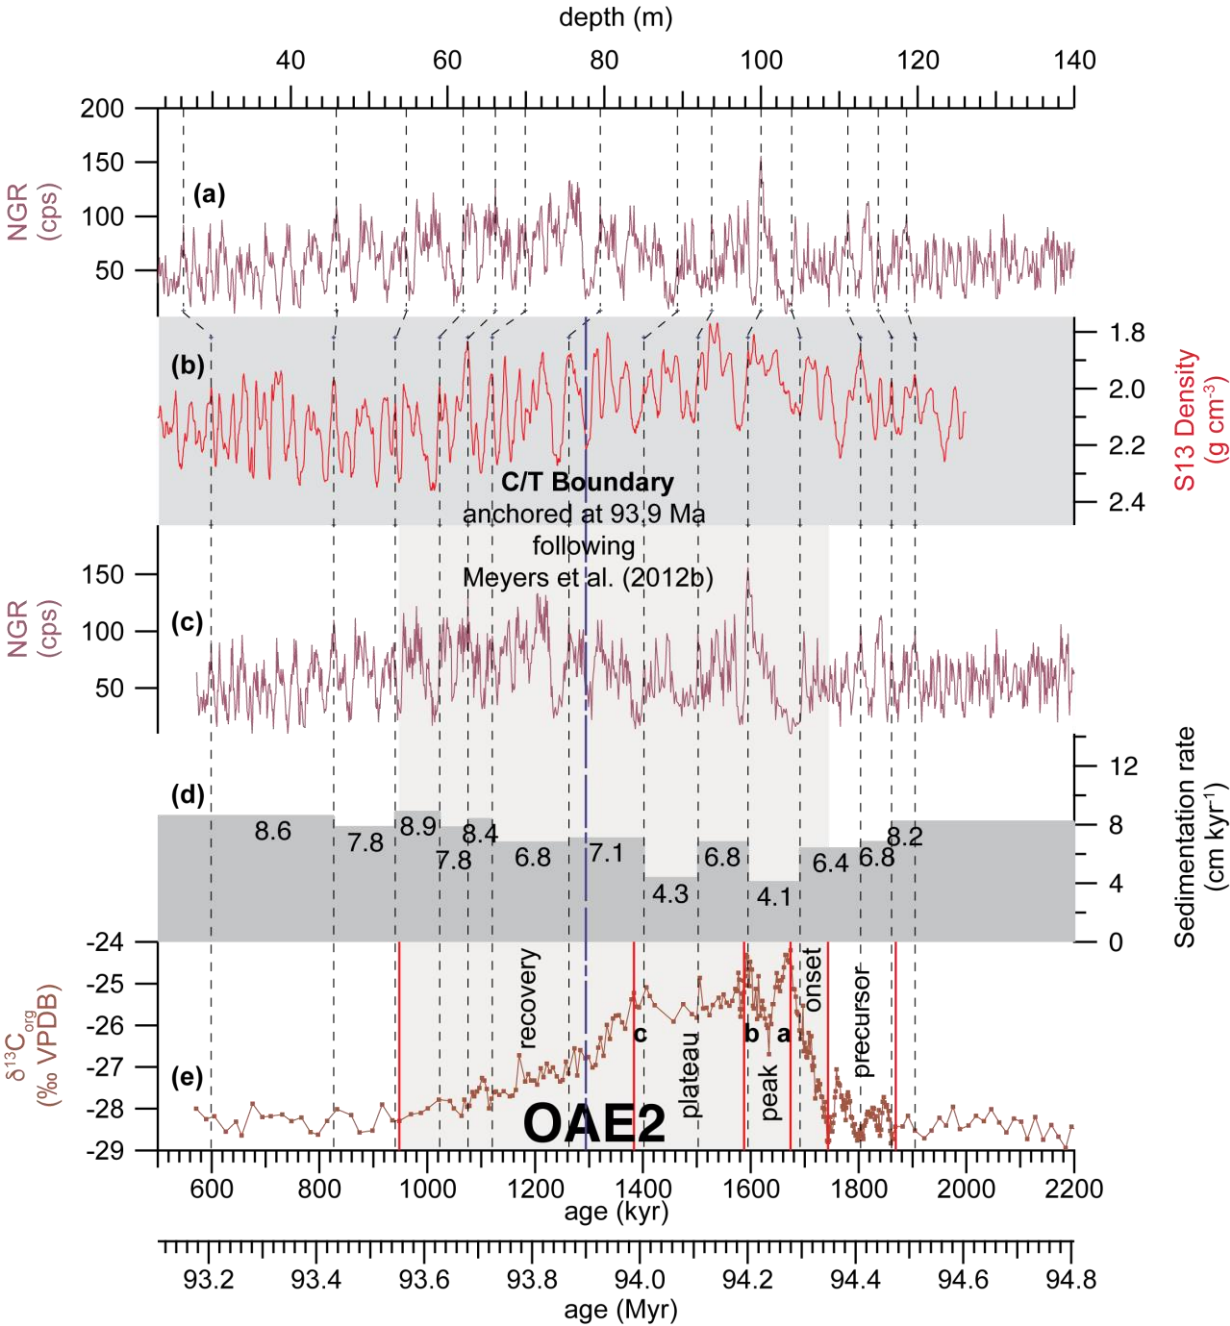 depth (m)
40 60 80 100 120 140
200
150
100
50
NGR
(cps)
(a)
(b)
1.8
2.0
2.2
2.4
S13 Density
(g cm⁻³)
C/T Boundary
anchored at 93.9 Ma
following
Meyers et al. (2012b)
150
100
50
NGR
(cps)
(c)
(d)
12
8
4
0
Sedimentation rate
(cm kyr⁻¹)
8.6 7.8 8.9 7.8 8.4 6.8 7.1 4.3 6.8 4.1 6.4 6.8 8.2
-24
-25
-26
-27
-28
-29
δ¹³C_org
(‰ VPDB)
(e)
recovery
c
plateau
b
peak
a
onset
precursor
OAE2
600 800 1000 1200 1400 1600 1800 2000 2200
age (kyr)
93.2 93.4 93.6 93.8 94.0 94.2 94.4 94.6 94.8
age (Myr)